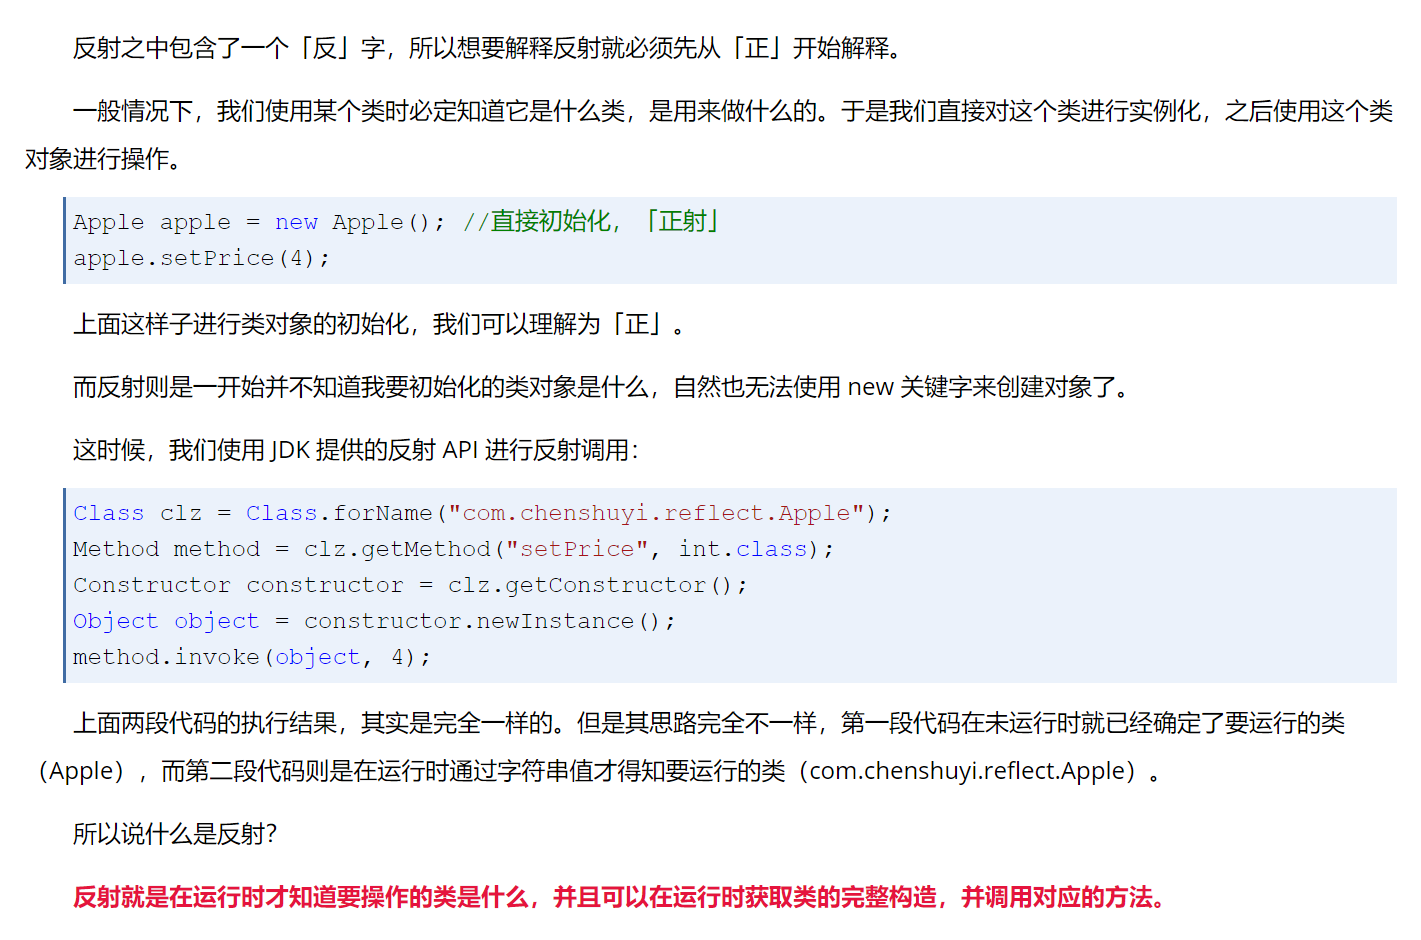 反射之中包含了一个「反」字，所以想要解释反射就必须先从「正」开始解释。
一般情况下，我们使用某个类时必定知道它是什么类，是用来做什么的。于是我们直接对这个类进行实例化，之后使用这个类
对象进行操作。
Apple apple = new Apple(); //直接初始化，「正射」
apple.setPrice(4);
上面这样子进行类对象的初始化，我们可以理解为「正」。
而反射则是一开始并不知道我要初始化的类对象是什么，自然也无法使用 new 关键字来创建对象了。
这时候，我们使用 JDK 提供的反射 API 进行反射调用：
Class clz = Class.forName("com.chenshuyi.reflect.Apple");
Method method = clz.getMethod("setPrice", int.class);
Constructor constructor = clz.getConstructor();
Object object = constructor.newInstance();
method.invoke(object, 4);
上面两段代码的执行结果，其实是完全一样的。但是其思路完全不一样，第一段代码在未运行时就已经确定了要运行的类
（Apple），而第二段代码则是在运行时通过字符串值才得知要运行的类（com.chenshuyi.reflect.Apple）。
所以说什么是反射？
反射就是在运行时才知道要操作的类是什么，并且可以在运行时获取类的完整构造，并调用对应的方法。